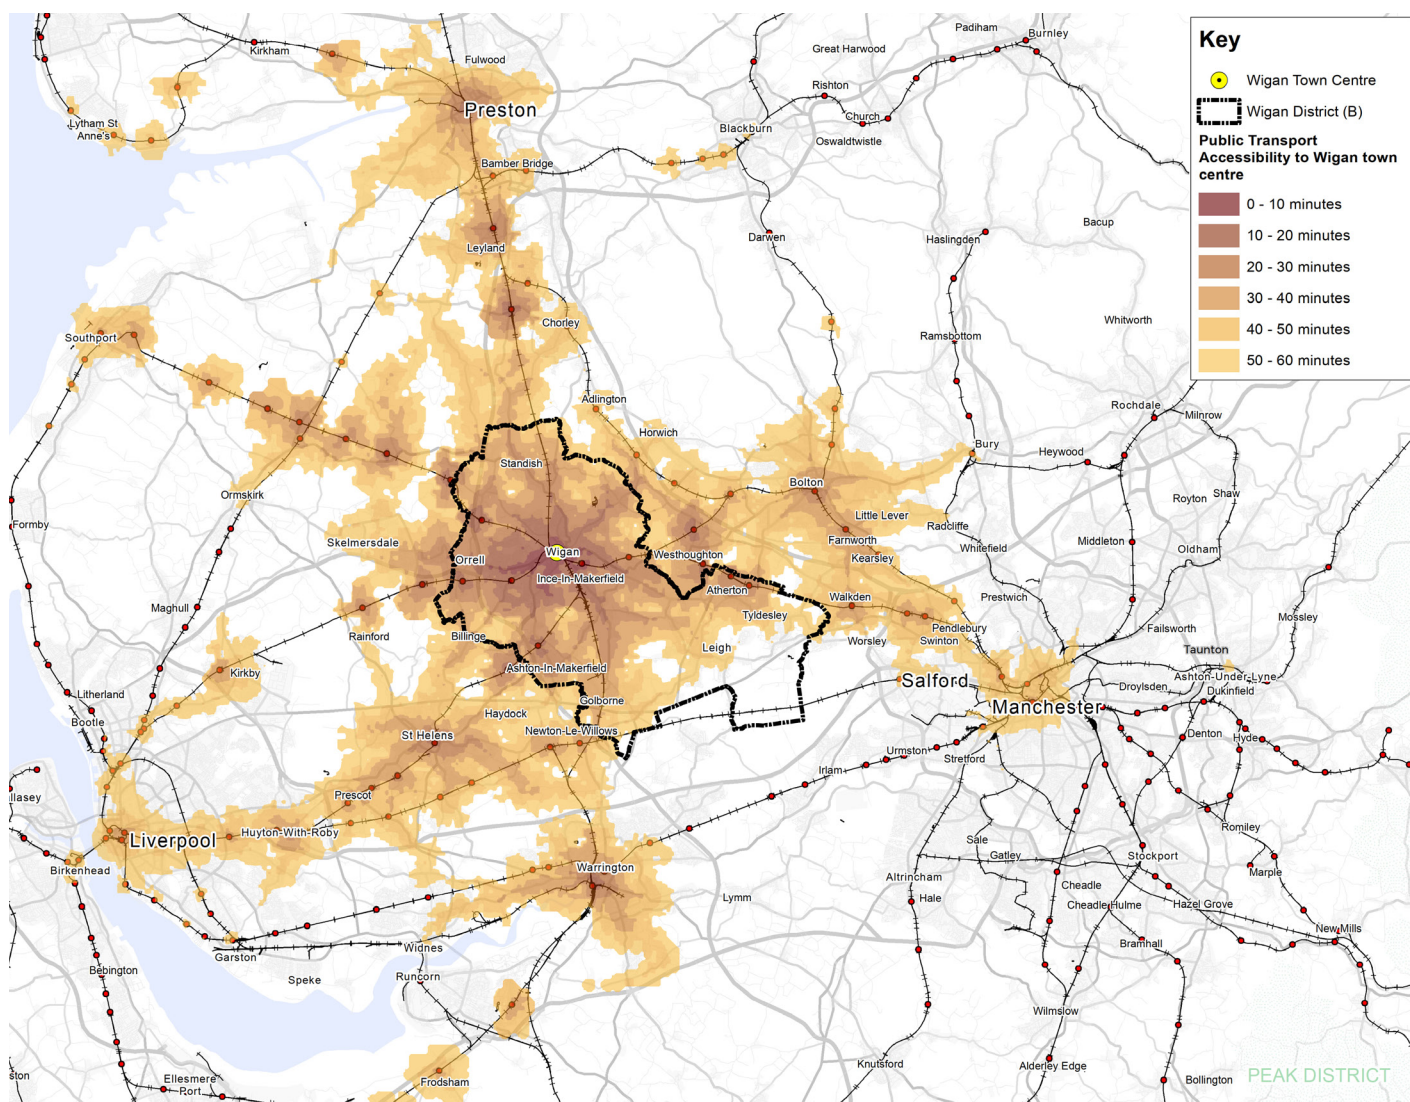 Key
Wigan Town Centre
Wigan District (B)
Public Transport
Accessibility to Wigan town
centre
0 - 10 minutes
10 - 20 minutes
20 - 30 minutes
30 - 40 minutes
40 - 50 minutes
50 - 60 minutes
Kirkham
Fulwood
Great Harwood
Padiham
Burnley
Preston
Rishton
Church
Lytham St
Anne's
Blackburn
Oswaldtwistle
Bamber Bridge
Bacup
Leyland
Darwen
Haslingden
Southport
Chorley
Ramsbottom
Whitworth
Adlington
Rochdale
Milnrow
Horwich
Bury
Heywood
Standish
Bolton
Ormskirk
Royton
Shaw
Formby
Little Lever
Radcliffe
Skelmersdale
Wigan
Farnworth
Whitefield
Middleton
Oldham
Orrell
Westhoughton
Kearsley
Ince-In-Makerfield
Atherton
Walkden
Prestwich
Maghull
Tyldesley
Mossley
Rainford
Billinge
Pendlebury
Failsworth
Worsley
Swinton
Leigh
Taunton
Kirkby
Ashton-In-Makerfield
Salford
Ashton-Under-Lyne
Droylsden
Dukinfield
Litherland
Golborne
Manchester
Bootle
Haydock
St Helens
Newton-Le-Willows
Denton
Hyde
Urmston
Stretford
Irlam
allasey
Prescot
Huyton-With-Roby
Romiley
Liverpool
Sale
Gatley
Stockport
Birkenhead
Warrington
Altrincham
Marple
Cheadle
Hale
Lymm
Cheadle Hulme
Hazel Grove
New Mills
Widnes
Bramhall
Garston
Bebington
Speke
Runcorn
Wilmslow
Knutsford
Alderley Edge
ston
Ellesmere
Port
Frodsham
Bollington
PEAK DISTRICT